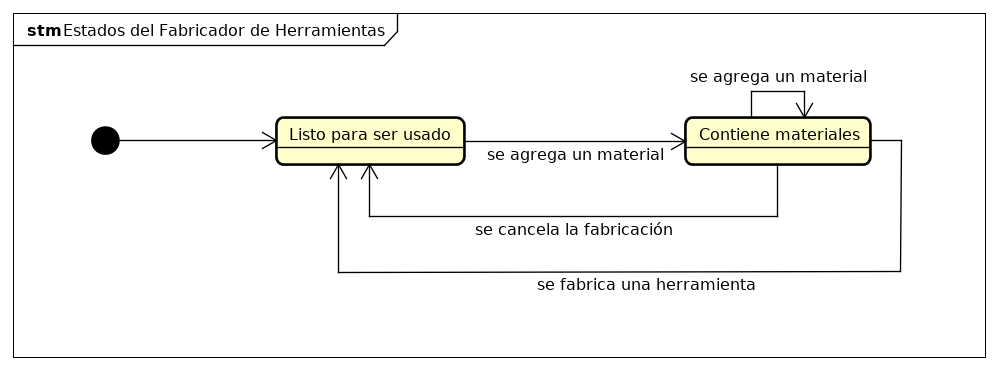 stm Estados del Fabricador de Herramientas
se agrega un material
Listo para ser usado
Contiene materiales
se agrega un material
se cancela la fabricación
se fabrica una herramienta